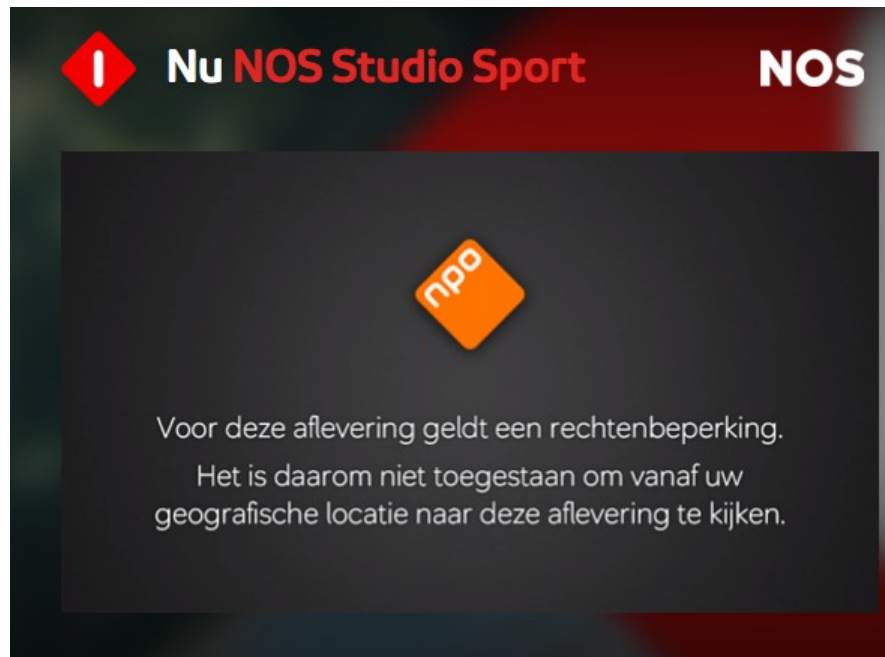 Nu NOS Studio Sport
NOS
npo
Voor deze aflevering geldt een rechtenbeperking.
Het is daarom niet toegestaan om vanaf uw
geografische locatie naar deze aflevering te kijken.